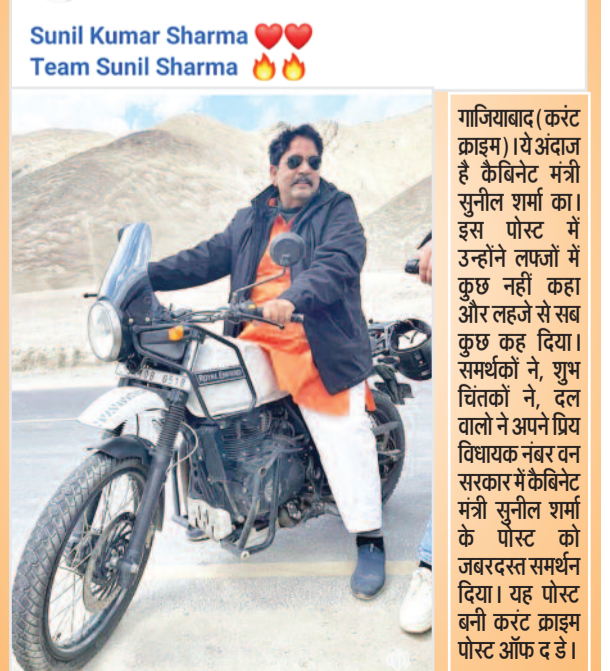 Sunil Kumar Sharma ❤️❤️
Team Sunil Sharma 🔥🔥
ROYAL ENFIELD
गाजियाबाद (करंट
क्राइम)।ये अंदाज
है कैबिनेट मंत्री
सुनील शर्मा का।
इस पोस्ट में
उन्होंने लफ्जों में
कुछ नहीं कहा
और लहजे से सब
कुछ कह दिया।
समर्थकों ने, शुभ
चिंतकों ने, दल
वालो ने अपने प्रिय
विधायक नंबर वन
सरकार में कैबिनेट
मंत्री सुनील शर्मा
के पोस्ट को
जबरदस्त समर्थन
दिया। यह पोस्ट
बनी करंट क्राइम
पोस्ट ऑफ द डे।